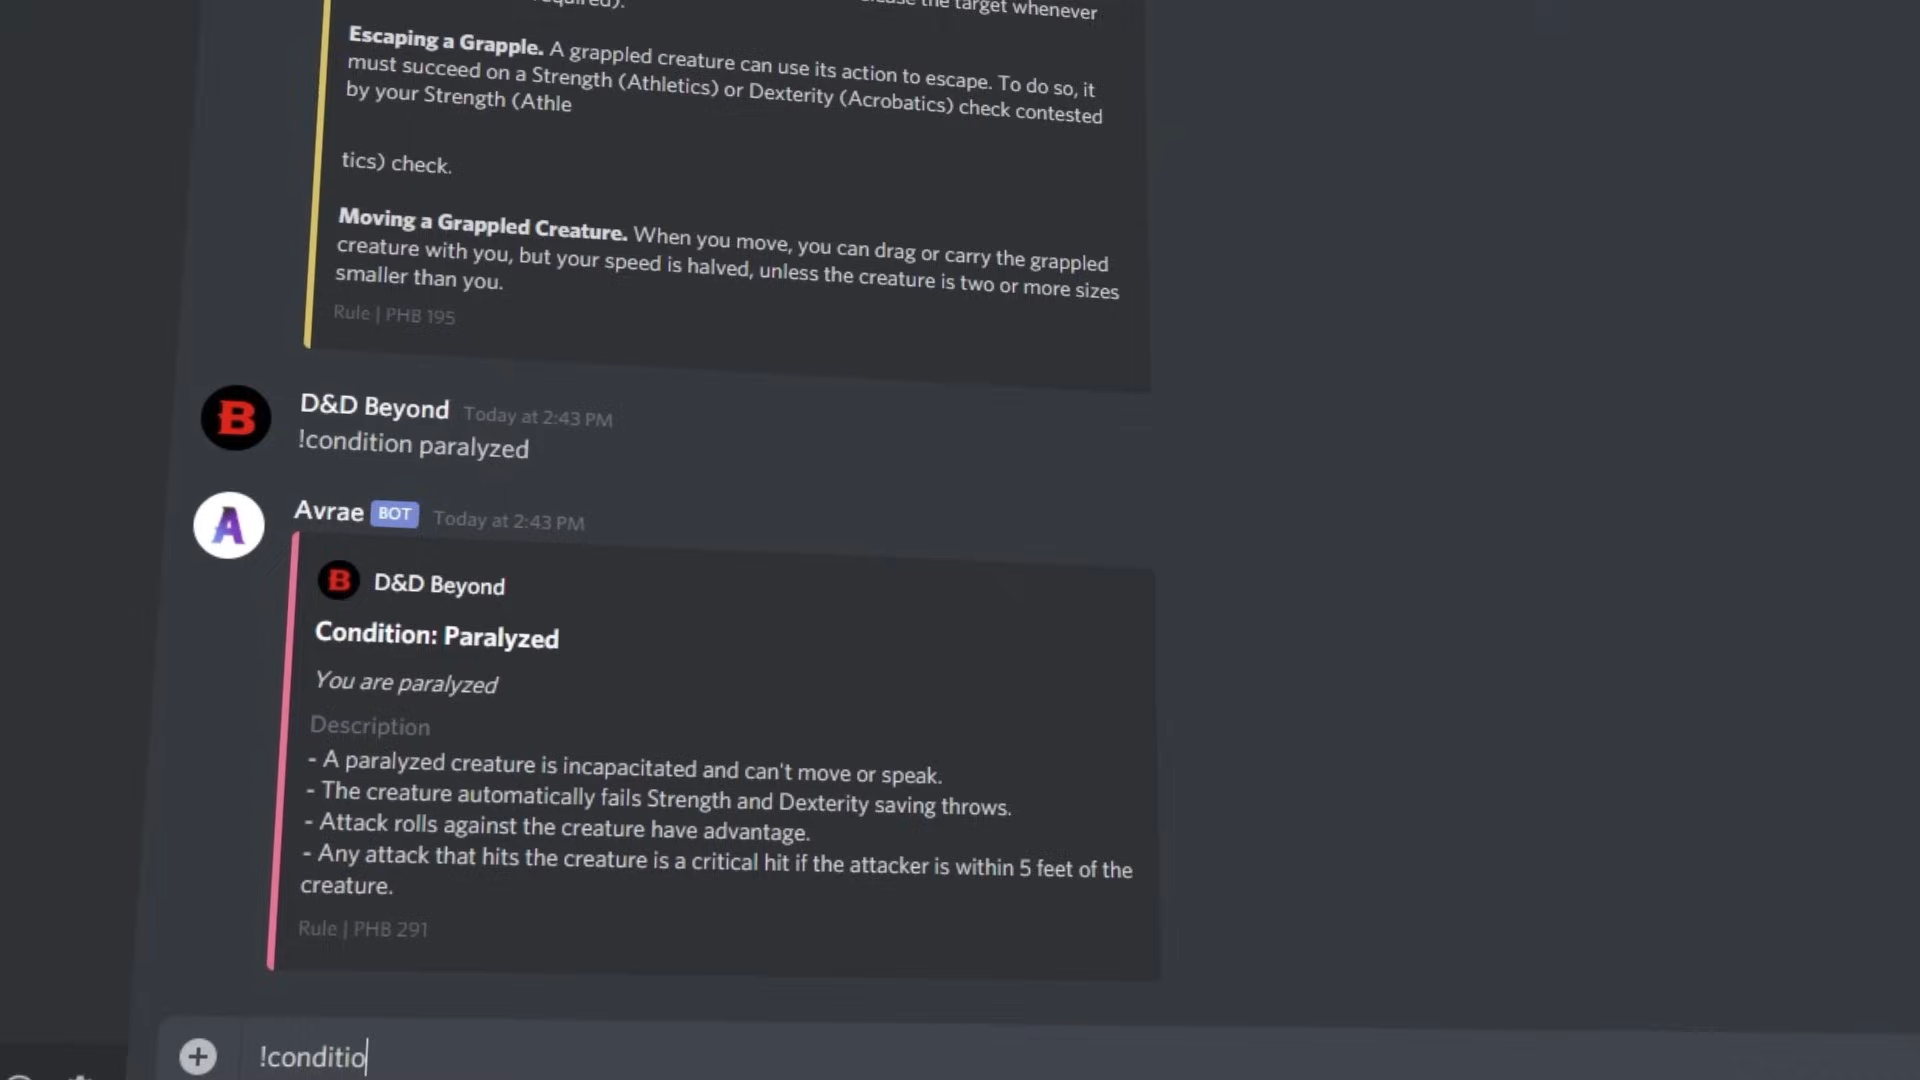 the target whenever
Escaping a Grapple. A grappled creature can use its action to escape. To do so, it
must succeed on a Strength (Athletics) or Dexterity (Acrobatics) check contested
by your Strength (Athle
tics) check.
Moving a Grappled Creature. When you move, you can drag or carry the grappled
creature with you, but your speed is halved, unless the creature is two or more sizes
smaller than you.
Rule | PHB 195
B
D&D Beyond Today at 2:43 PM
!condition paralyzed
A
Avrae BOT Today at 2:43 PM
B D&D Beyond
Condition: Paralyzed
You are paralyzed
Description
- A paralyzed creature is incapacitated and can't move or speak.
- The creature automatically fails Strength and Dexterity saving throws.
- Attack rolls against the creature have advantage.
- Any attack that hits the creature is a critical hit if the attacker is within 5 feet of the
creature.
Rule | PHB 291
!conditio